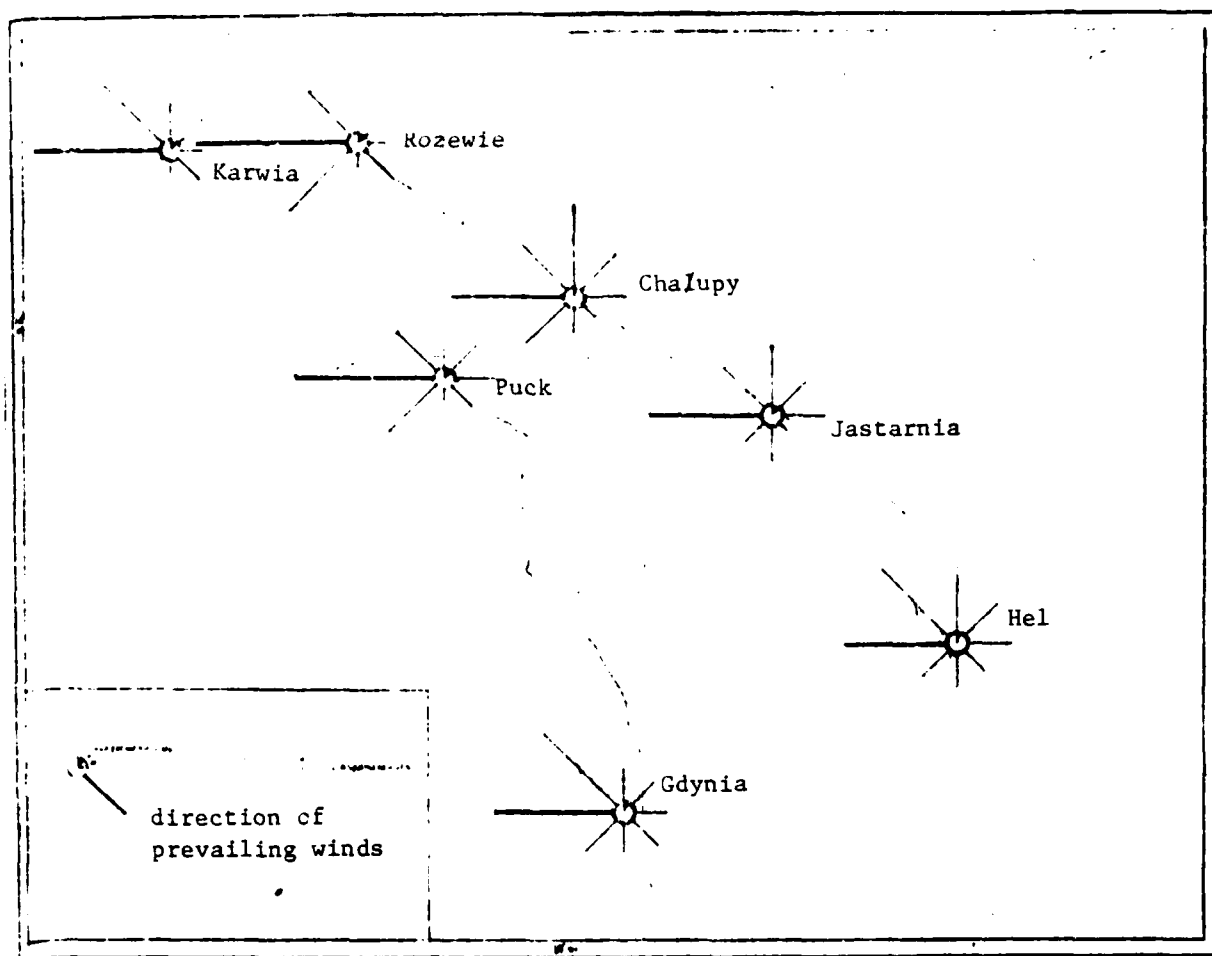 Rozewie
Karwia
Chałupy
Puck
Jastarnia
Hel
Gdynia
direction of
prevailing winds